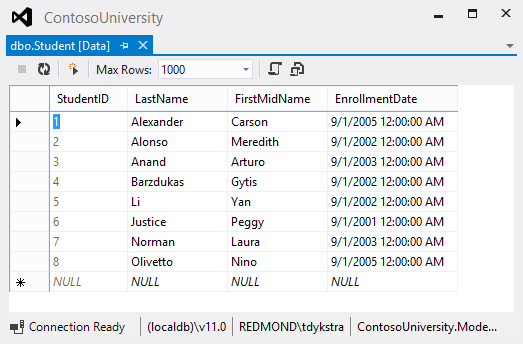 ContosoUniversity
dbo.Student [Data]
Max Rows: 1000
StudentID LastName FirstMidName EnrollmentDate
1 Alexander Carson 9/1/2005 12:00:00 AM
2 Alonso Meredith 9/1/2002 12:00:00 AM
3 Anand Arturo 9/1/2003 12:00:00 AM
4 Barzdukas Gytis 9/1/2002 12:00:00 AM
5 Li Yan 9/1/2002 12:00:00 AM
6 Justice Peggy 9/1/2001 12:00:00 AM
7 Norman Laura 9/1/2003 12:00:00 AM
8 Olivetto Nino 9/1/2005 12:00:00 AM
NULL NULL NULL NULL
Connection Ready (localdb)\v11.0 REDMOND\tdykstra ContosoUniversity.Mode...